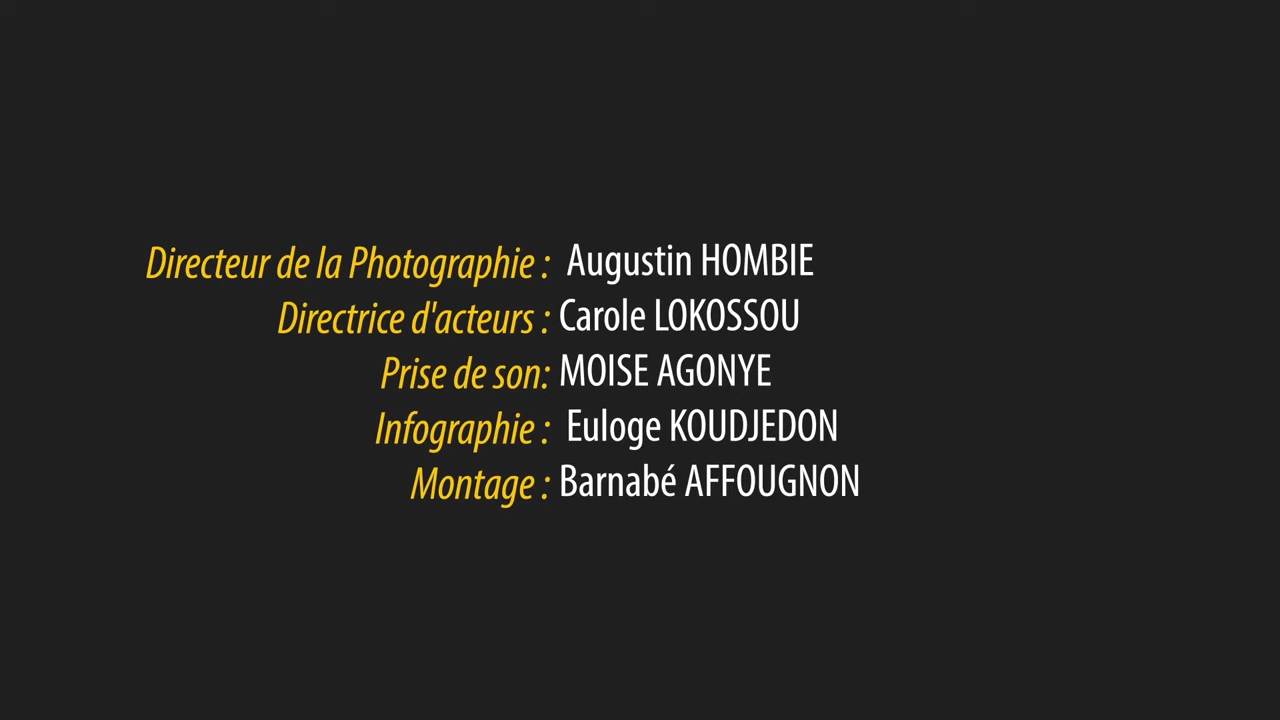 Directeur de la Photographie : Augustin HOMBIE
Directrice d'acteurs : Carole LOKOSSOU
Prise de son: MOISE AGONYE
Infographie : Euloge KOUDJEDON
Montage : Barnabé AFFOUGNON